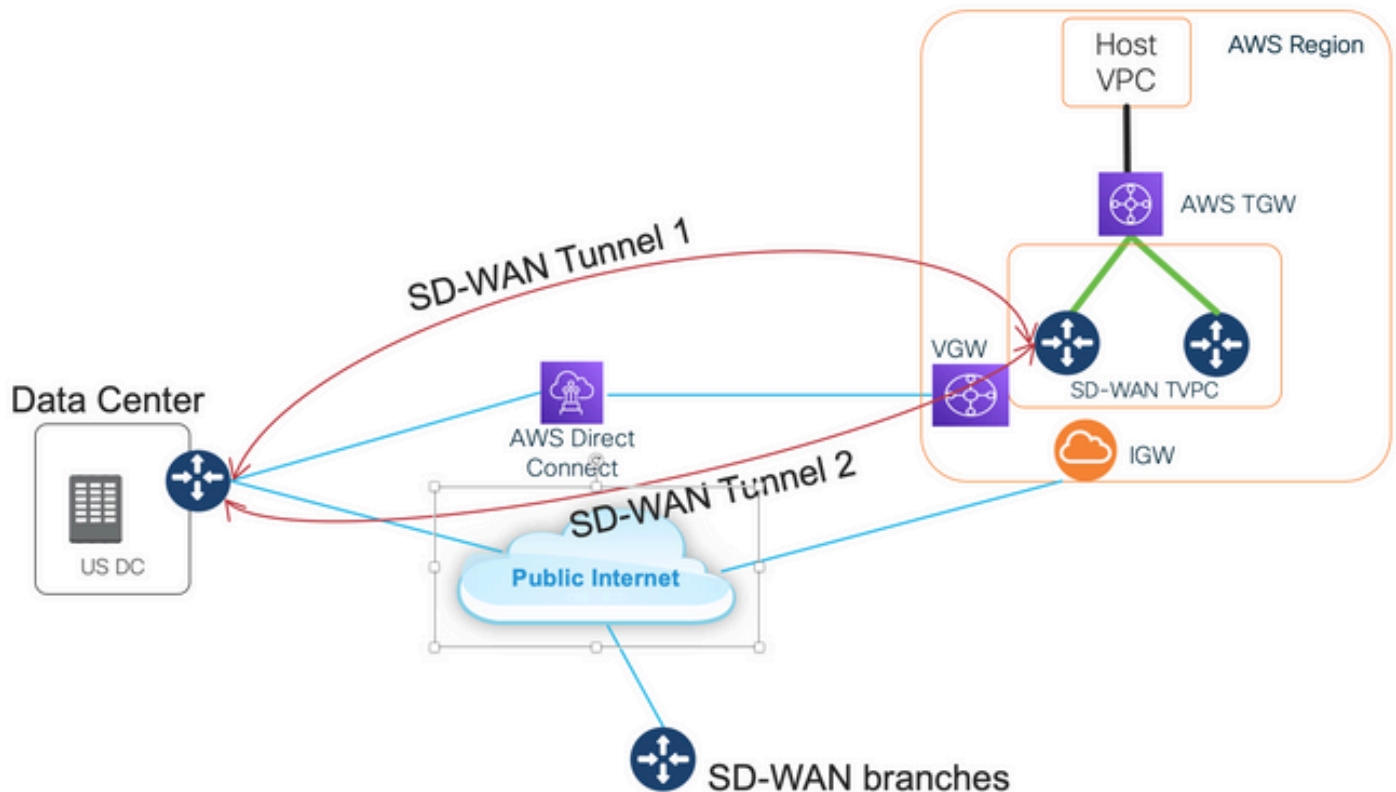 Host
VPC
AWS Region
AWS TGW
SD-WAN Tunnel 1
VGW
SD-WAN TVPC
Data Center
AWS Direct
Connect
IGW
SD-WAN Tunnel 2
US DC
Public Internet
SD-WAN branches